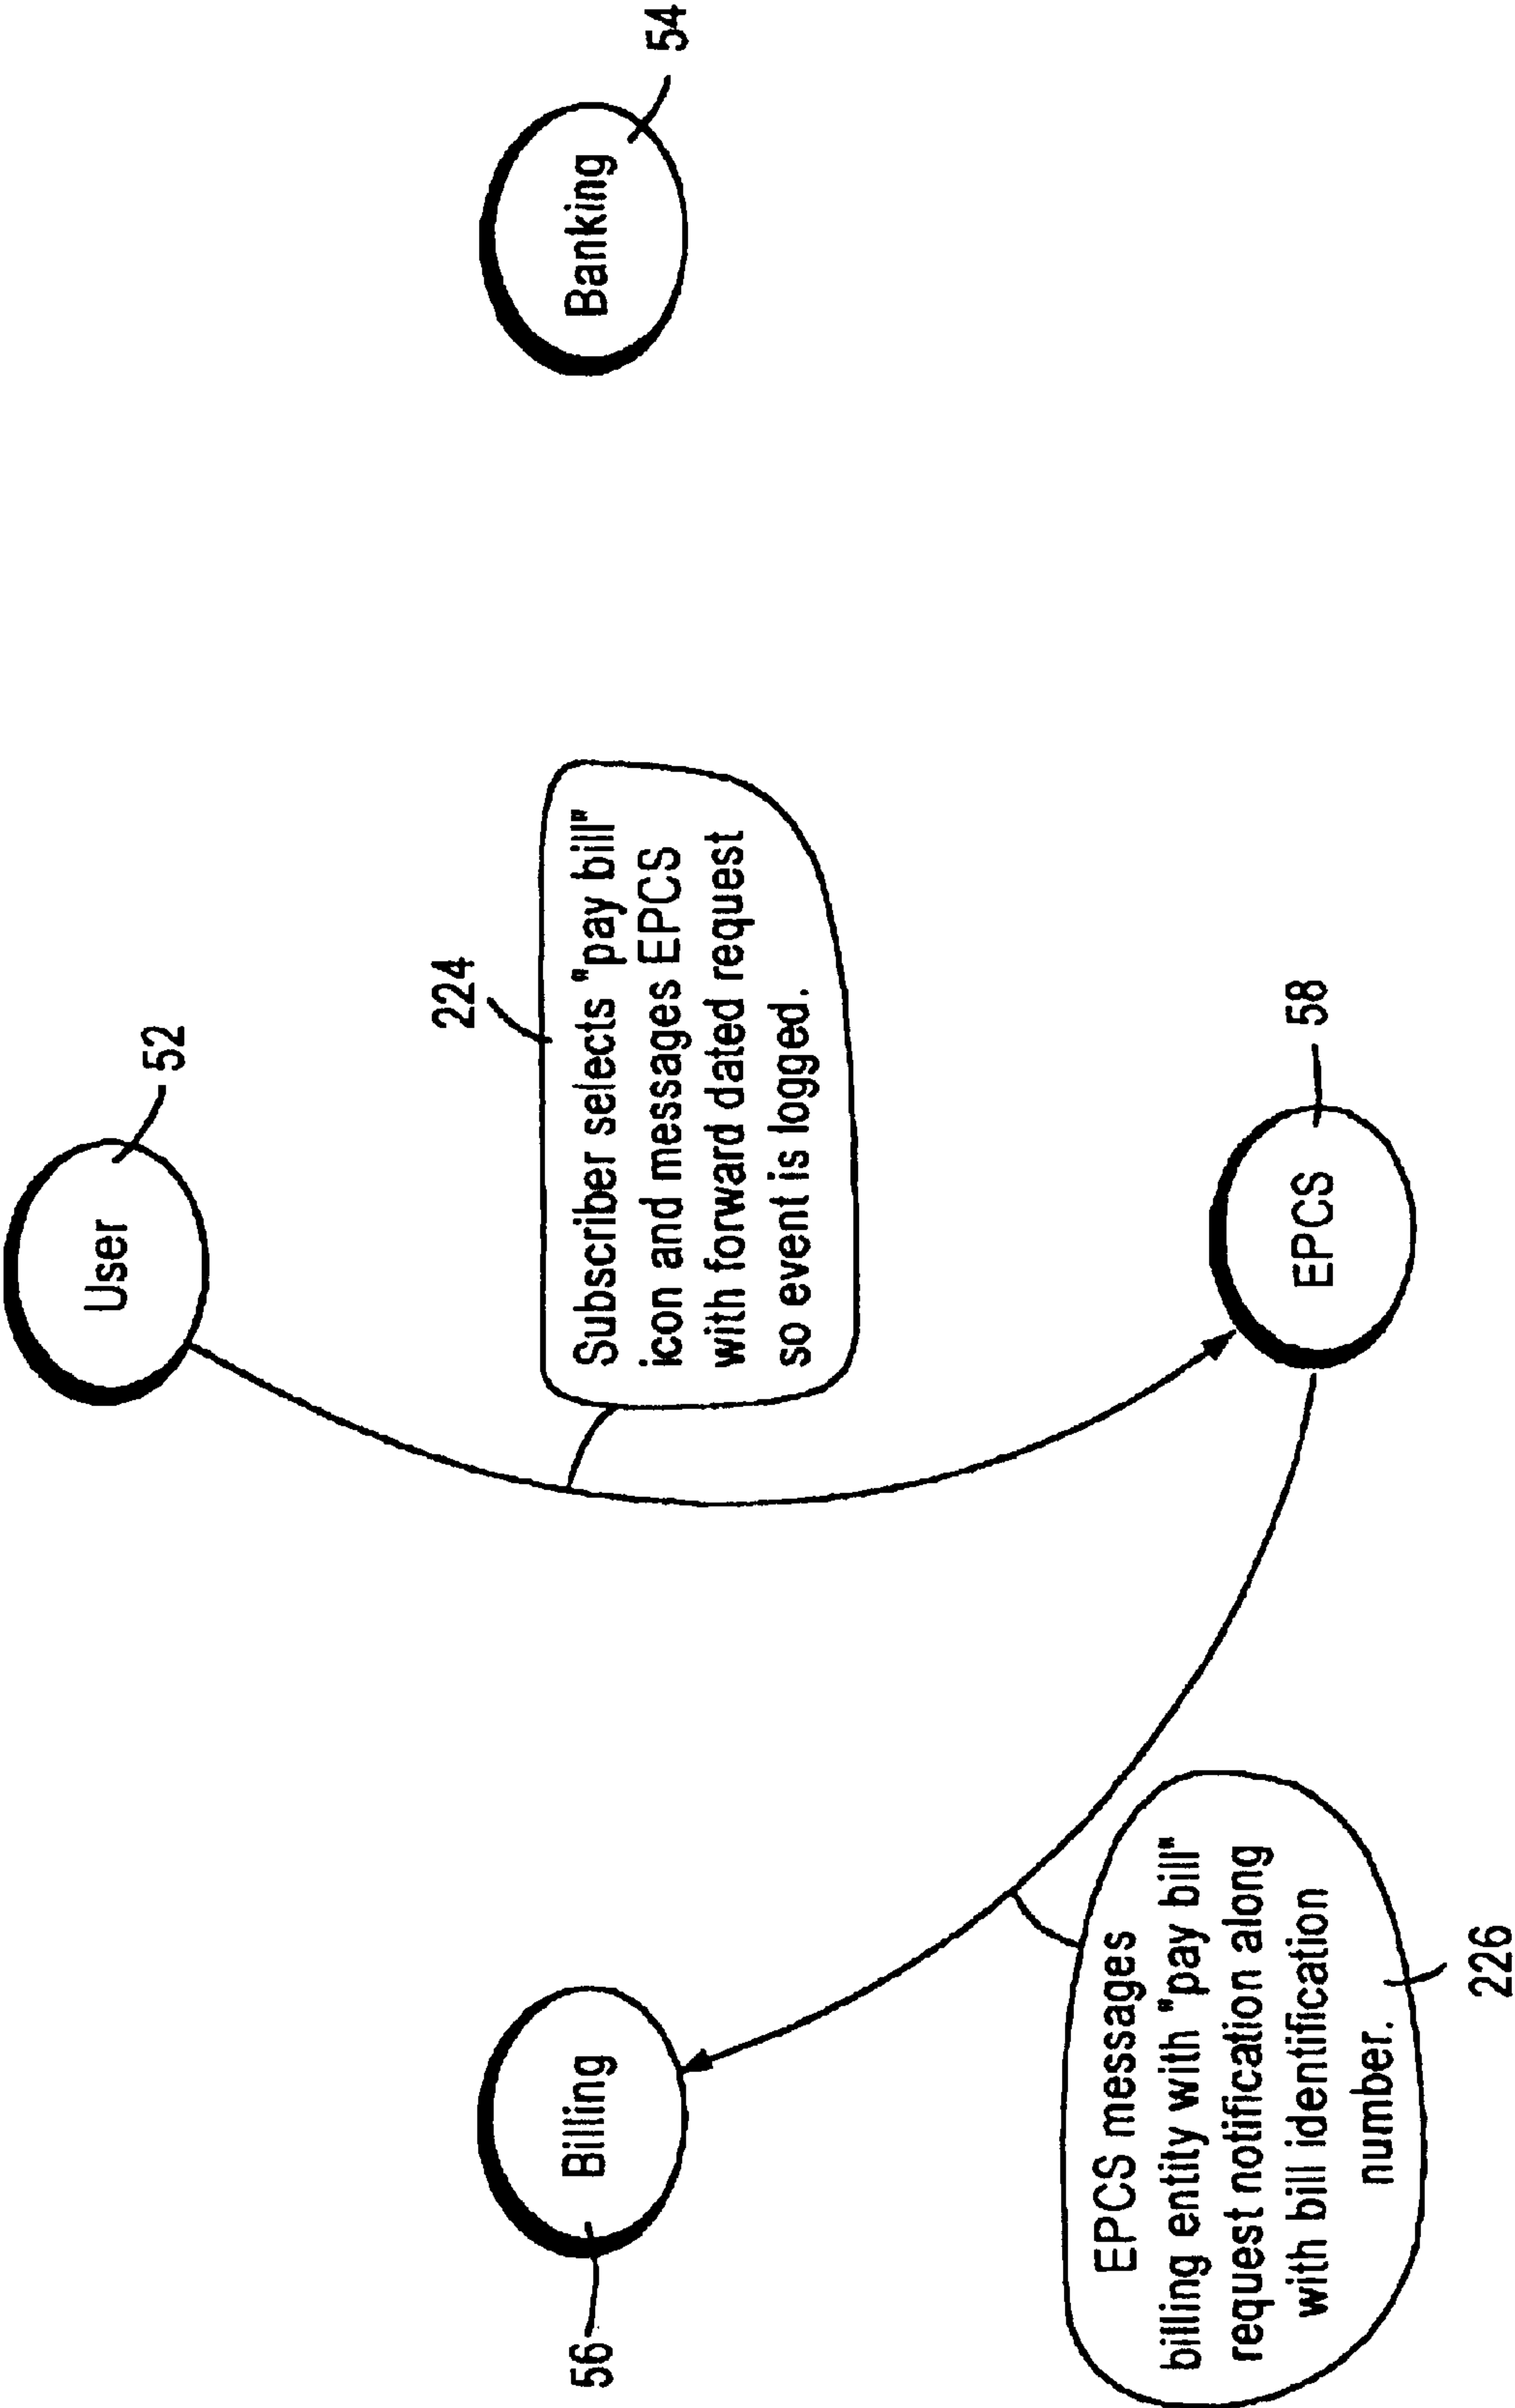 User
52
224
Subscriber selects "pay bill"
icon and messages EPCS
with forward dated request
so event is logged.
Billing
56
Banking
54
EPCS
58
EPCS messages
billing entity with "pay bill"
request notification along
with bill identification
number.
226